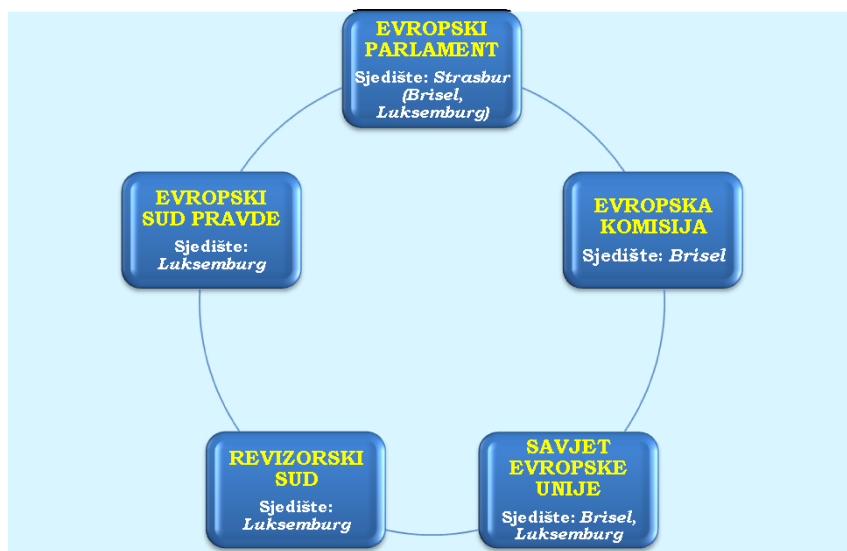 EVROPSKI
PARLAMENT
Sjedište: Strasbur
(Brisel,
Luksemburg)
EVROPSKI
SUD PRAVDE
Sjedište:
Luksemburg
EVROPSKA
KOMISIJA
Sjedište: Brisel
REVIZORSKI
SUD
Sjedište:
Luksemburg
SAVJET
EVROPSKE
UNIJE
Sjedište: Brisel,
Luksemburg